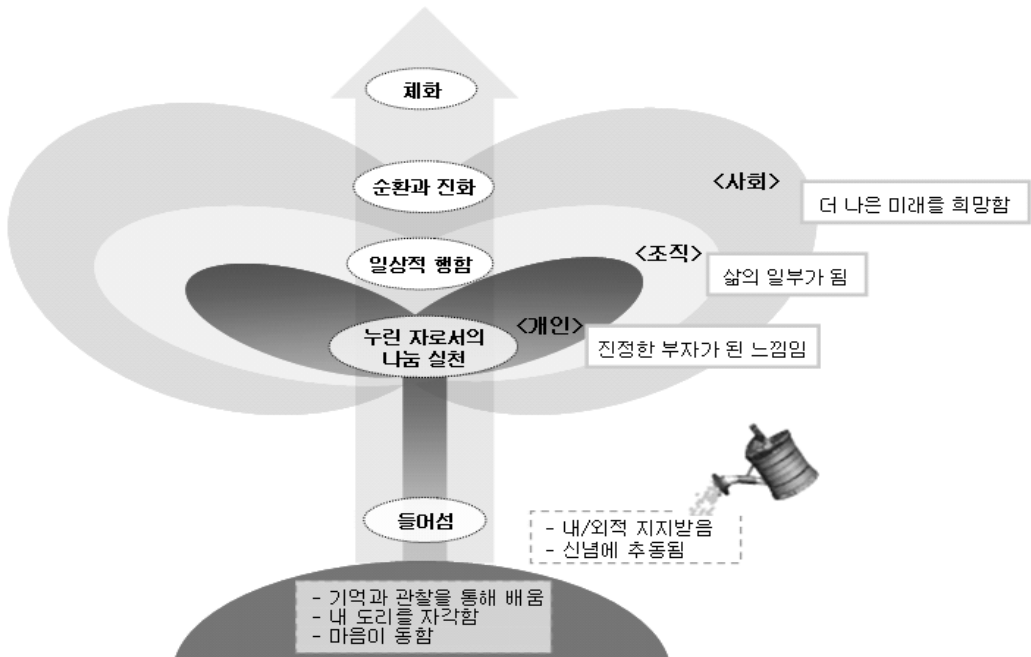 체화
순환과 진화
<사회>
더 나은 미래를 희망함
일상적 행함
<조직>
삶의 일부가 됨
누린 자로서의
나눔 실천
<개인>
진정한 부자가 된 느낌임
들어섬
- 내/외적 지지받음
- 신념에 추동됨
- 기억과 관찰을 통해 배움
- 내 도리를 자각함
- 마음이 동함